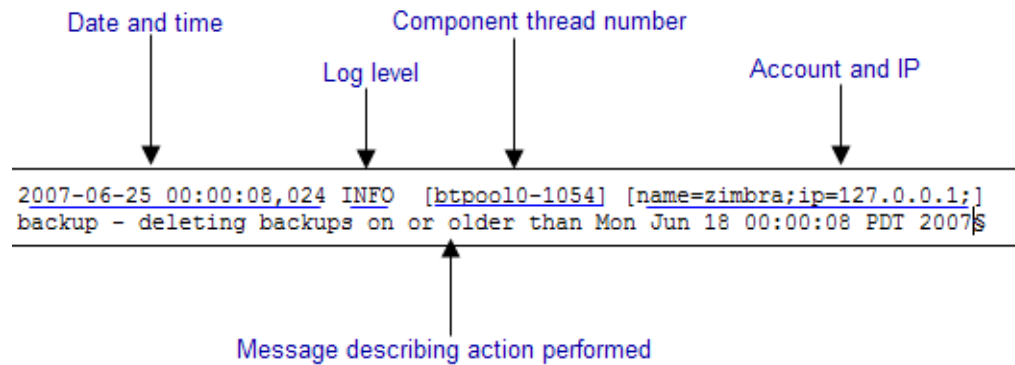 Date and time
Component thread number
Log level
Account and IP
2007-06-25 00:00:08,024 INFO [btpool0-1054] [name=zimbra;ip=127.0.0.1;]
backup - deleting backups on or older than Mon Jun 18 00:00:08 PDT 2007S
Message describing action performed